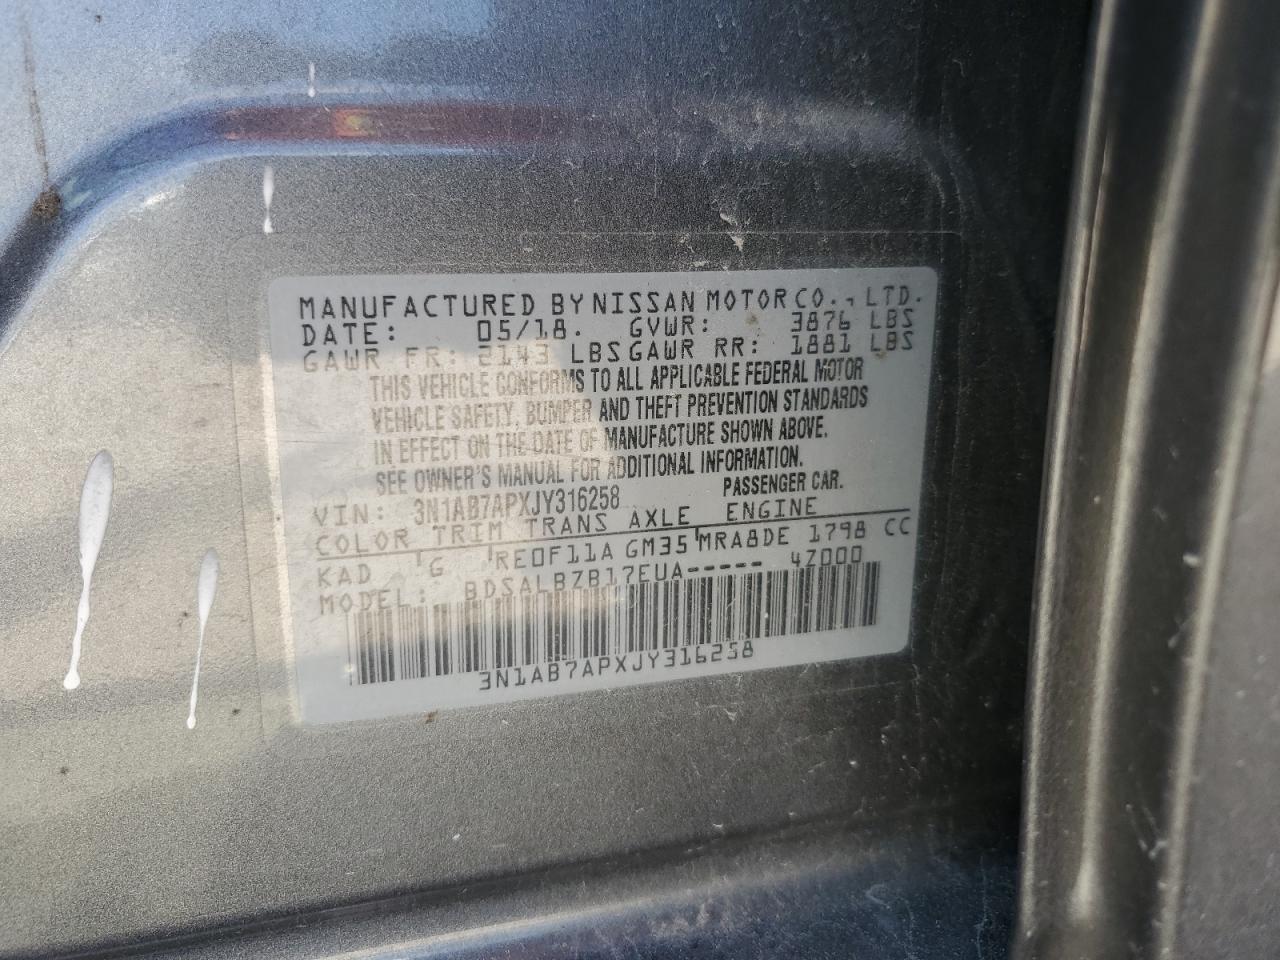 MANUFACTURED BY NISSAN MOTOR CO., LTD.
DATE: 05/18. GVWR: 3876 LBS
GAWR FR: 2143 LBS GAWR RR: 1881 LBS
THIS VEHICLE CONFORMS TO ALL APPLICABLE FEDERAL MOTOR
VEHICLE SAFETY, BUMPER AND THEFT PREVENTION STANDARDS
IN EFFECT ON THE DATE OF MANUFACTURE SHOWN ABOVE.
SEE OWNER'S MANUAL FOR ADDITIONAL INFORMATION.
VIN: 3N1AB7APXJY316258 PASSENGER CAR.
COLOR TRIM TRANS AXLE ENGINE
KAD G RE0F11A GM35 MRA8DE 1798 CC
MODEL: BDSALBZB17EUA----- 4Z000
3N1AB7APXJY316258